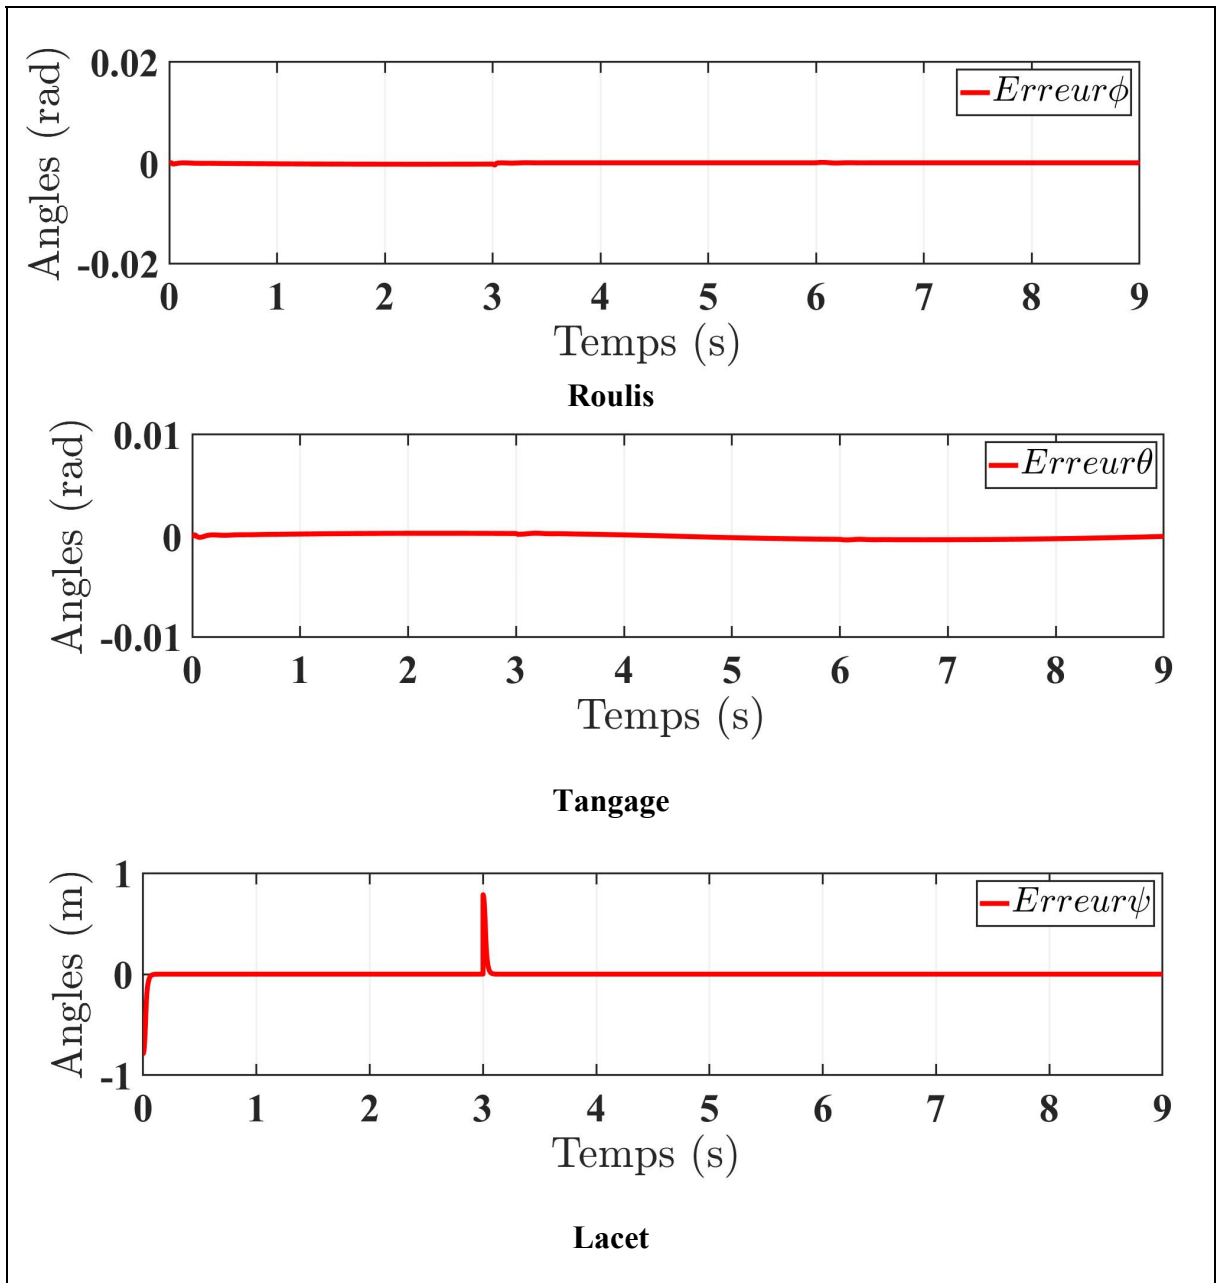 0.02
Erreurϕ
Angles (rad)
0
-0.02
0 1 2 3 4 5 6 7 8 9
Temps (s)
Roulis
0.01
Erreurθ
Angles (rad)
0
-0.01
0 1 2 3 4 5 6 7 8 9
Temps (s)
Tangage
1
Erreurψ
Angles (m)
0
-1
0 1 2 3 4 5 6 7 8 9
Temps (s)
Lacet